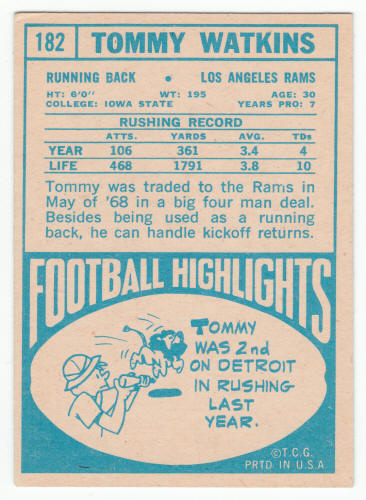 182 TOMMY WATKINS
RUNNING BACK • LOS ANGELES RAMS
HT: 6'0" WT: 195 AGE: 30
COLLEGE: IOWA STATE YEARS PRO: 7
RUSHING RECORD
ATTS. YARDS AVG. TDs
YEAR 106 361 3.4 4
LIFE 468 1791 3.8 10
Tommy was traded to the Rams in
May of '68 in a big four man deal.
Besides being used as a running
back, he can handle kickoff returns.
FOOTBALL HIGHLIGHTS
TOMMY
WAS 2nd
ON DETROIT
IN RUSHING
LAST
YEAR.
©T.C.G.
PRTD IN U.S.A